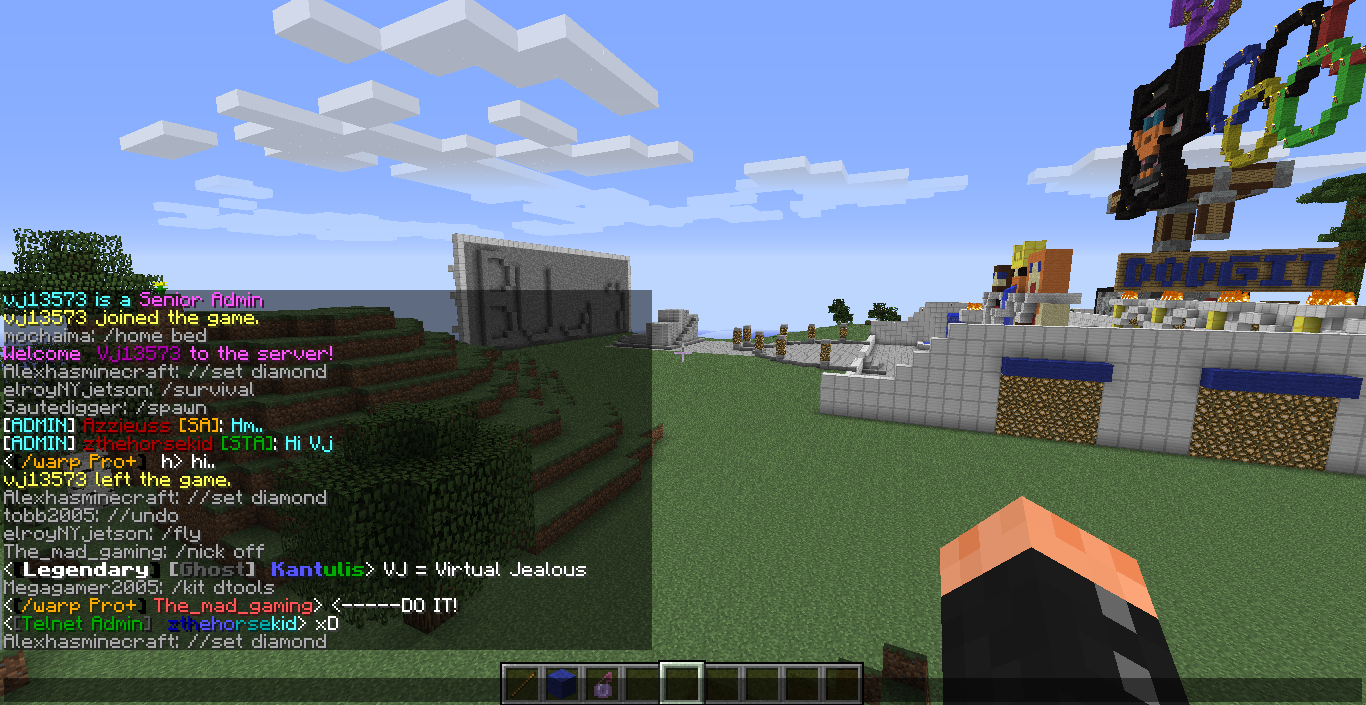 vj13573 is a Senior Admin
vj13573 joined the game.
mochaima: /home bed
Welcome Vj13573 to the server!
Alexhasminecraft: //set diamond
elroyNYjetson: /survival
Sautedigger: /spawn
[ADMIN] Azzieuss [SA]: Hm..
[ADMIN] zthehorsekid [STA]: Hi Vj
<[/warp Pro+] h> hi..
vj13573 left the game.
Alexhasminecraft: //set diamond
tobb2005: //undo
elroyNYjetson: /fly
The_mad_gaming: /nick off
<[Legendary] [Ghost] Kantulis> VJ = Virtual Jealous
Megagamer2005: /kit dtools
<[/warp Pro+] The_mad_gaming> <-----DO IT!
<[Telnet Admin] zthehorsekid> xD
Alexhasminecraft: //set diamond
POPGIT